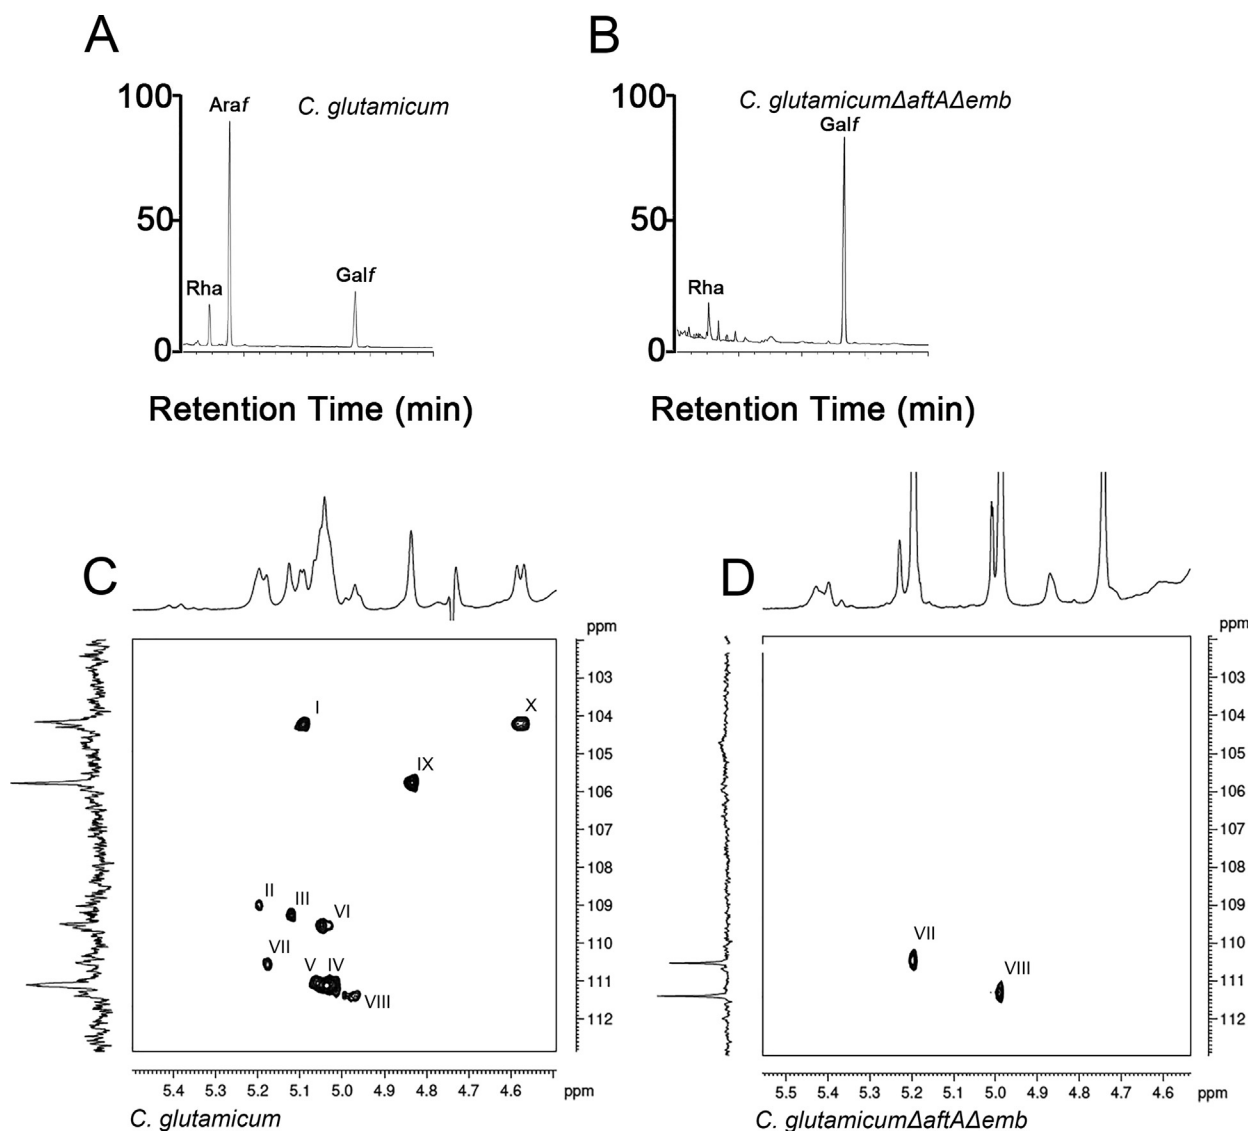 A
B
100
Araf
C. glutamicum
50
Rha
Galf
0
Retention Time (min)
100
C. glutamicumΔaftAΔemb
Galf
50
Rha
0
Retention Time (min)
C
ppm
103
104
105
106
107
108
109
110
111
112
I
X
IX
II
III
VI
VII
V
IV
VIII
5.4
5.2
5.1
5.0
4.9
4.8
4.7
4.6
ppm
C. glutamicum
D
ppm
103
104
105
106
107
108
109
110
111
112
VII
VIII
5.5
5.4
5.3
5.2
5.1
5.0
4.9
4.8
4.7
4.6
ppm
C. glutamicumΔaftAΔemb